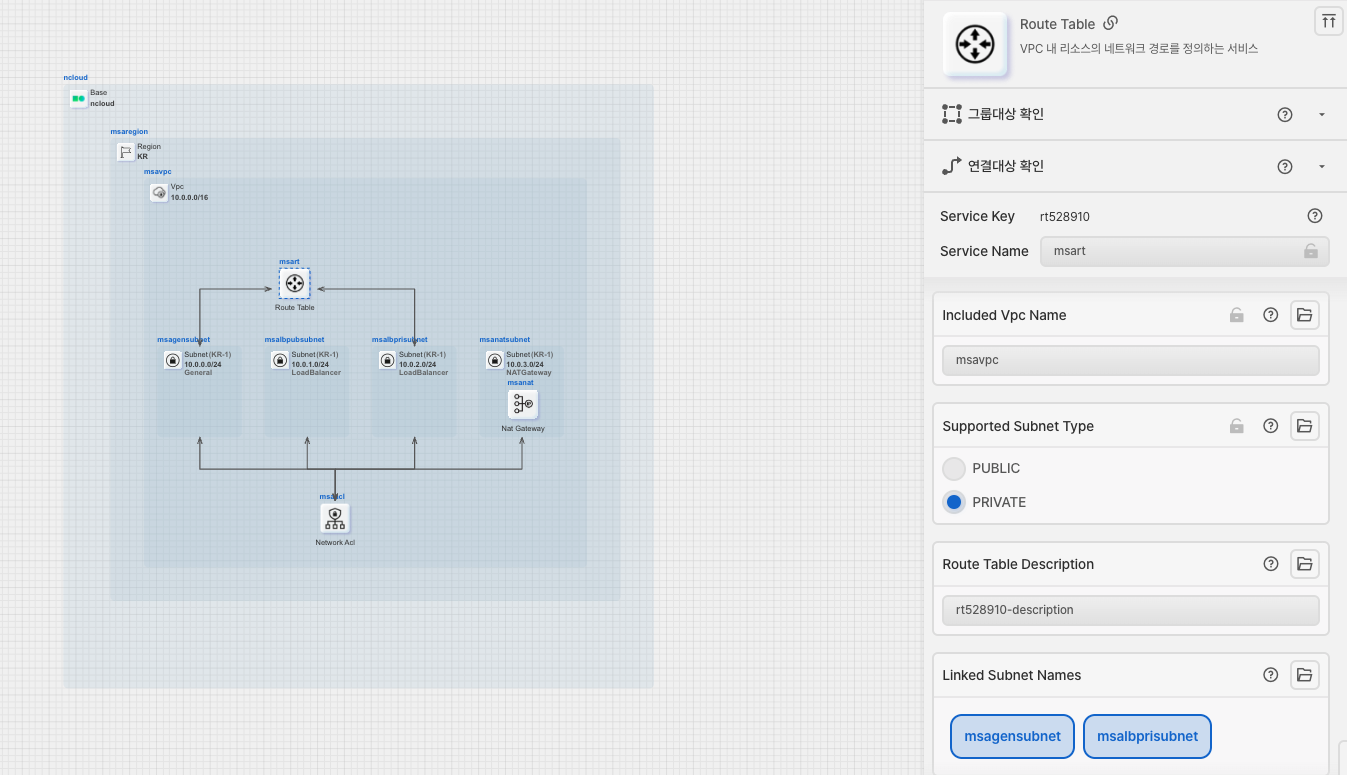 ncloud
Base
ncloud
msaregion
Region
KR
msavpc
Vpc
10.0.0.0/16
msart
Route Table
msagensubnet
Subnet(KR-1)
10.0.0.0/24
General
msalbpubsubnet
Subnet(KR-1)
10.0.1.0/24
LoadBalancer
msalbprisubnet
Subnet(KR-1)
10.0.2.0/24
LoadBalancer
msanatsubnet
Subnet(KR-1)
10.0.3.0/24
NATGateway
msanat
Nat Gateway
Network Acl
Route Table
VPC 내 리소스의 네트워크 경로를 정의하는 서비스
그룹대상 확인
연결대상 확인
Service Key rt528910
Service Name msart
Included Vpc Name
msavpc
Supported Subnet Type
PUBLIC
PRIVATE
Route Table Description
rt528910-description
Linked Subnet Names
msagensubnet msalbprisubnet